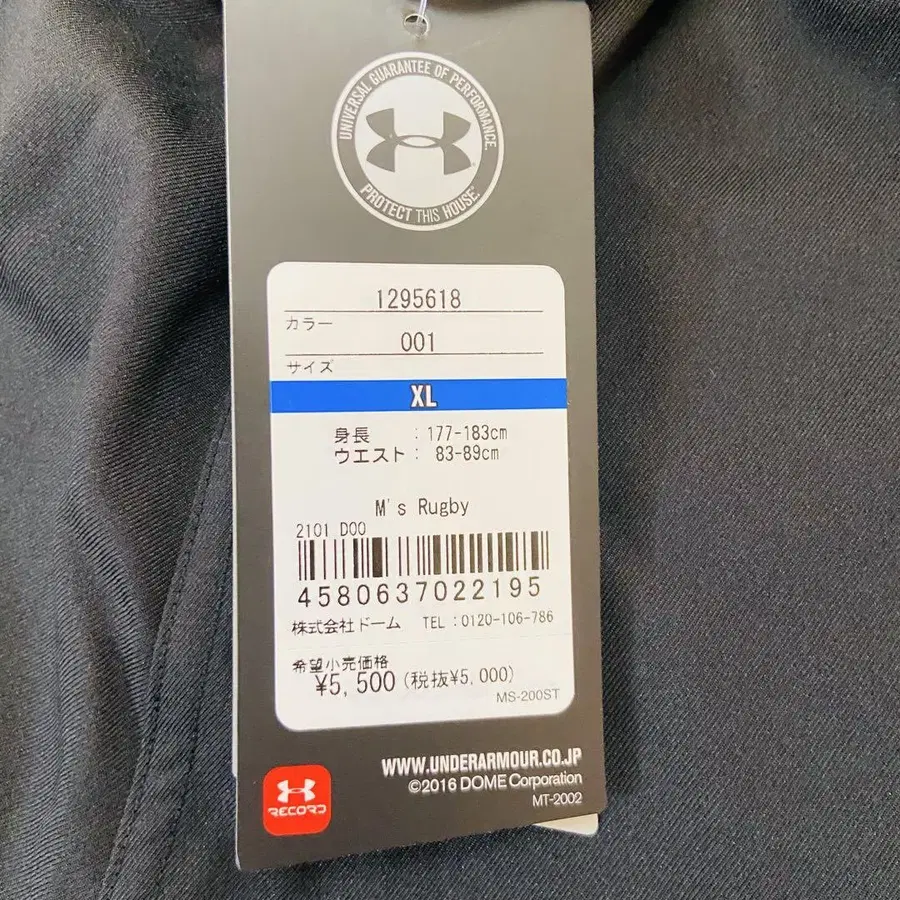 UNIVERSAL GUARANTEE OF PERFORMANCE.
PROTECT THIS HOUSE.
1295618
カラー
001
サイズ
XL
身長 : 177-183cm
ウエスト : 83-89cm
M's Rugby
2101 D00
4580637022195
株式会社ドーム TEL:0120-106-786
希望小売価格
¥5,500 (税抜¥5,000)
MS-200ST
WWW.UNDERARMOUR.CO.JP
©2016 DOME Corporation
MT-2002
RECORD